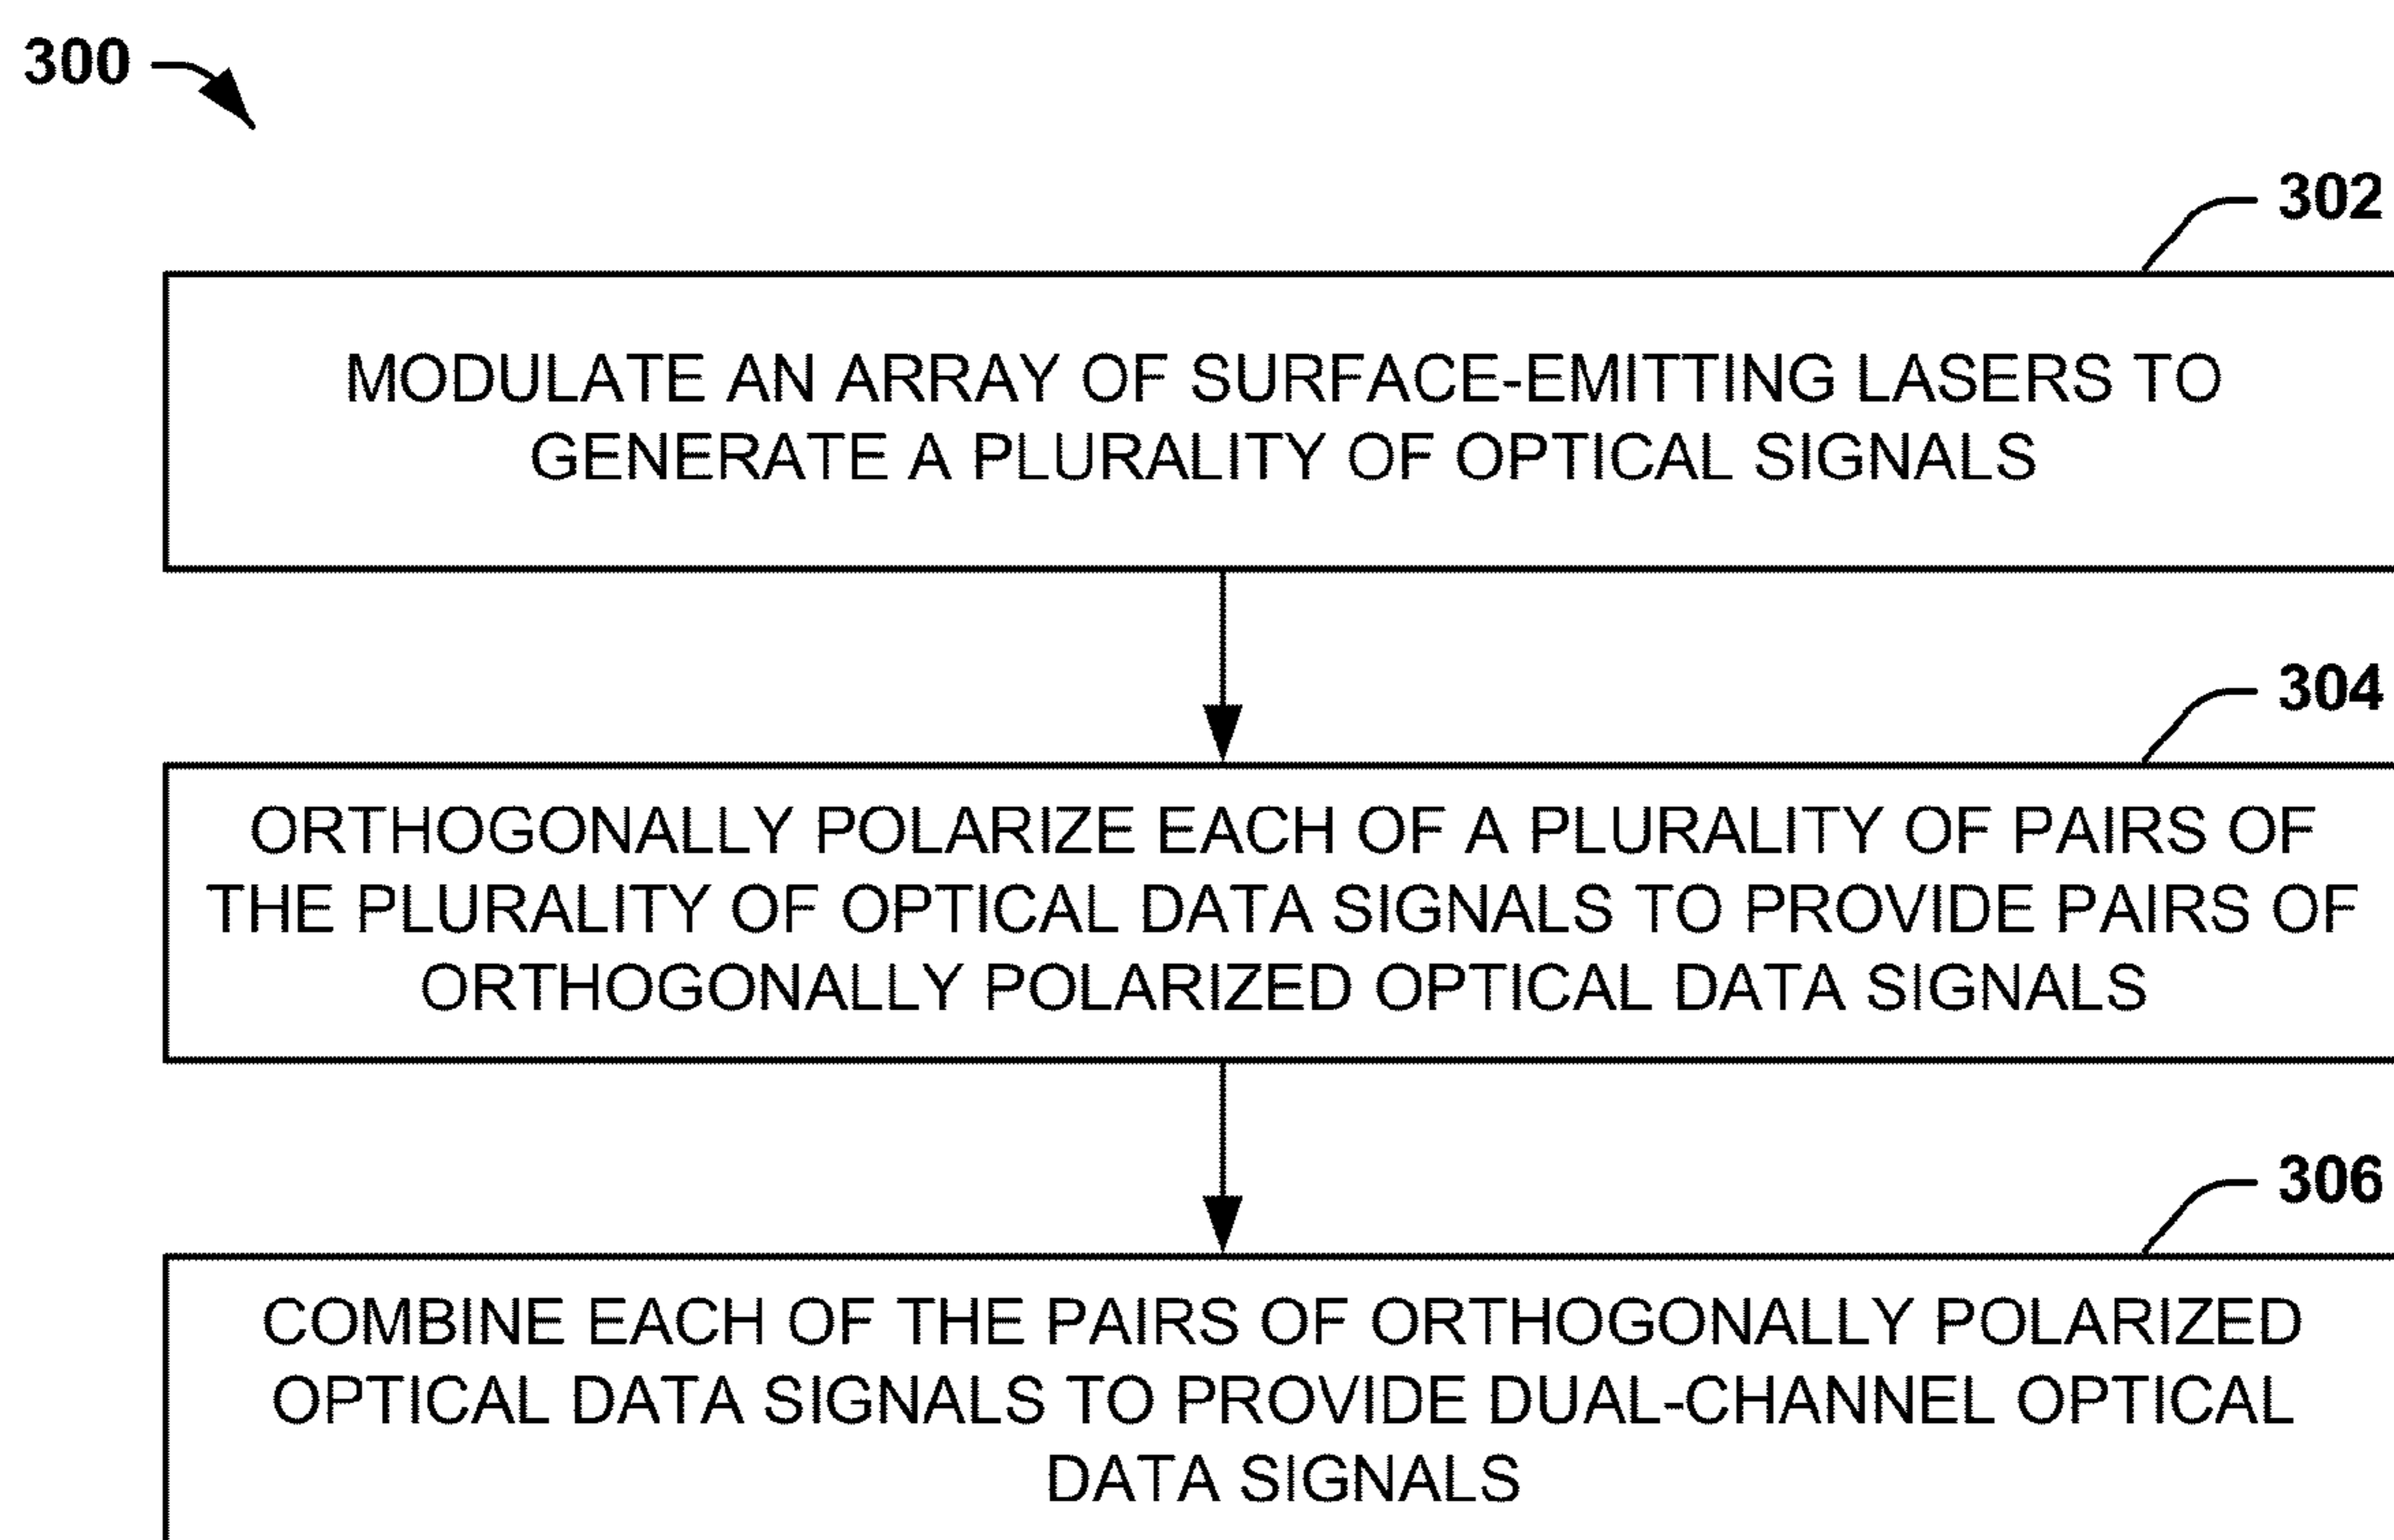 300
302
MODULATE AN ARRAY OF SURFACE-EMITTING LASERS TO
GENERATE A PLURALITY OF OPTICAL SIGNALS
304
ORTHOGONALLY POLARIZE EACH OF A PLURALITY OF PAIRS OF
THE PLURALITY OF OPTICAL DATA SIGNALS TO PROVIDE PAIRS OF
ORTHOGONALLY POLARIZED OPTICAL DATA SIGNALS
306
COMBINE EACH OF THE PAIRS OF ORTHOGONALLY POLARIZED
OPTICAL DATA SIGNALS TO PROVIDE DUAL-CHANNEL OPTICAL
DATA SIGNALS